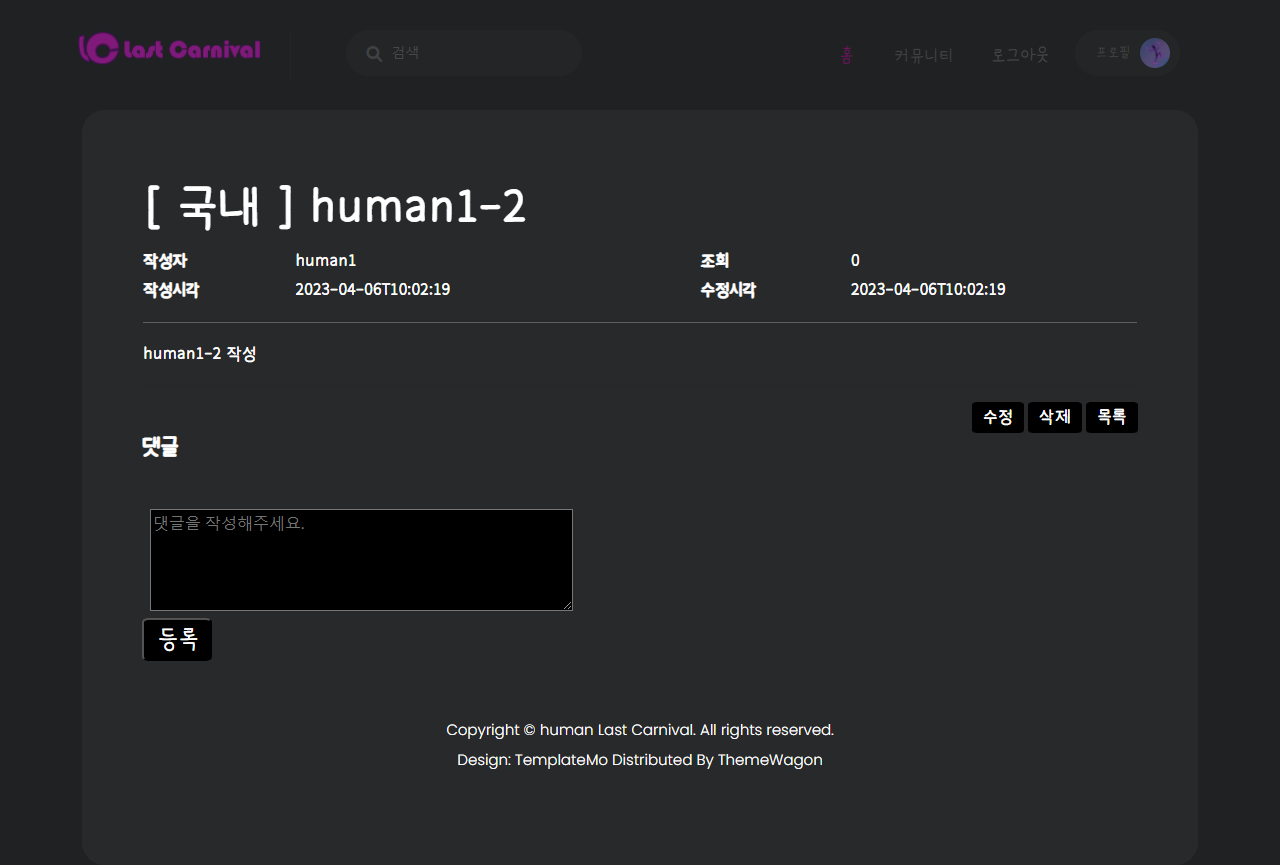 Last Carnival 검색 홈 커뮤니티 로그아웃 프로필
[ 국내 ] human1-2
작성자 human1 조회 0
작성시각 2023-04-06T10:02:19 수정시각 2023-04-06T10:02:19
human1-2 작성
수정 삭제 목록
댓글
댓글을 작성해주세요.
등록
Copyright © human Last Carnival. All rights reserved.
Design: TemplateMo Distributed By ThemeWagon